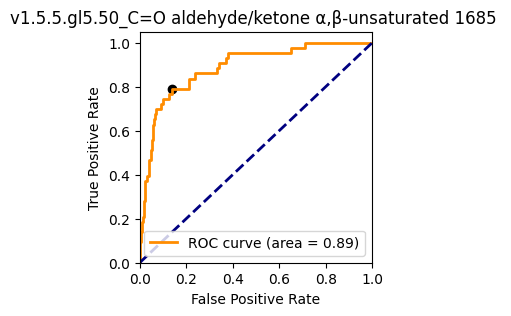 v1.5.5.gl5.50_C=O aldehyde/ketone α,β-unsaturated 1685
1.0
0.8
0.6
0.4
0.2
0.0
True Positive Rate
ROC curve (area = 0.89)
0.0 0.2 0.4 0.6 0.8 1.0
False Positive Rate